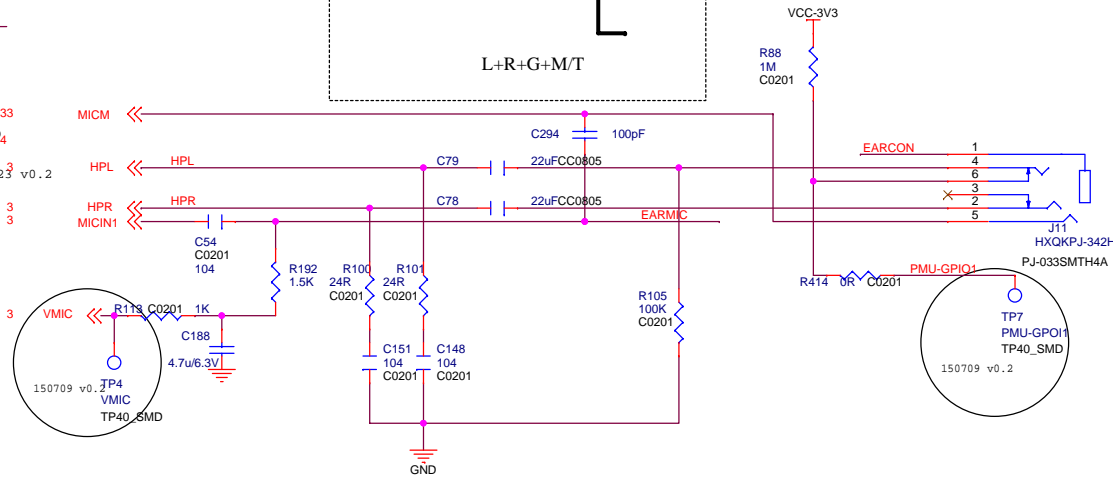 VCC-3V3
R88
1M
C0201
L+R+G+M/T
33
MICM
4
C294
100pF
EARCON
1
3
23 v0.2
HPL
HPL
C79
22uF
CC0805
4
6
3
3
HPR
HPR
C78
22uF
CC0805
2
3
MICIN1
EARMIC
5
J11
C54
C0201
104
HXQKPJ-342H
PJ-033SMTH4A
R192
1.5K
R100
24R
C0201
R101
24R
C0201
R414
0R
C0201
PMU-GPIO1
R105
100K
C0201
3
VMIC
R113
C0201
1K
C188
4.7u/6.3V
TP7
PMU-GPOI1
TP40_SMD
150709 v0.2
C151
104
C0201
C148
104
C0201
150709 v0.2
TP4
VMIC
TP40_SMD
GND